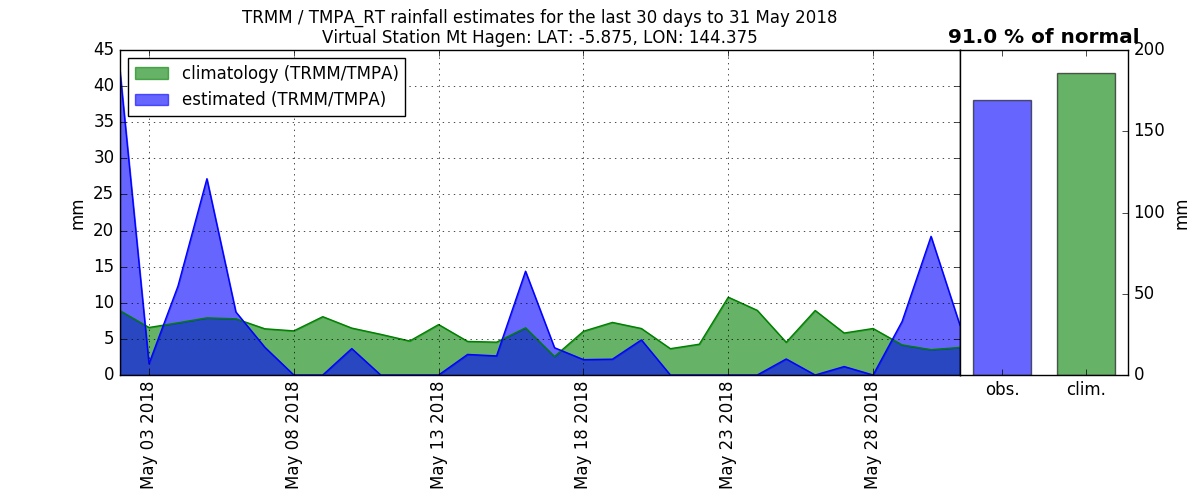 TRMM / TMPA_RT rainfall estimates for the last 30 days to 31 May 2018
Virtual Station Mt Hagen: LAT: -5.875, LON: 144.375
91.0 % of normal
climatology (TRMM/TMPA)
estimated (TRMM/TMPA)
45
40
35
30
25
20
15
10
5
0
mm
May 03 2018
May 08 2018
May 13 2018
May 18 2018
May 23 2018
May 28 2018
obs.
clim.
200
150
100
50
0
mm